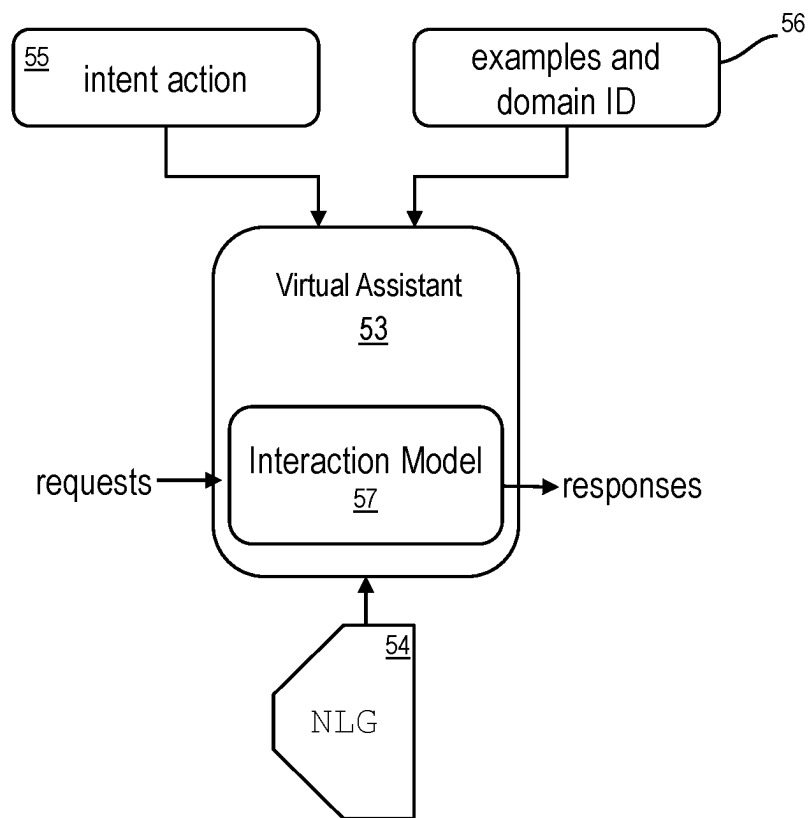 56
55
intent action
examples and
domain ID
Virtual Assistant
53
Interaction Model
57
requests
responses
54
NLG